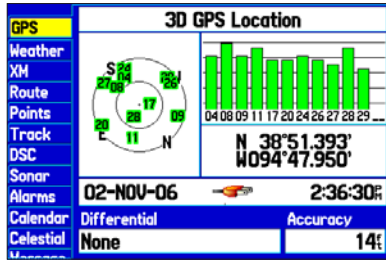 GPS
Weather
XM
Route
Points
Track
DSC
Sonar
Alarms
Calendar
Celestial
3D GPS Location
S 24
27 04 08 26
17
28 09
20
E 11 N
04 08 09 11 17 20 24 26 27 28 29 --
N 38°51.393'
W094°47.950'
02-NOV-06 2:36:30
Differential Accuracy
None 14